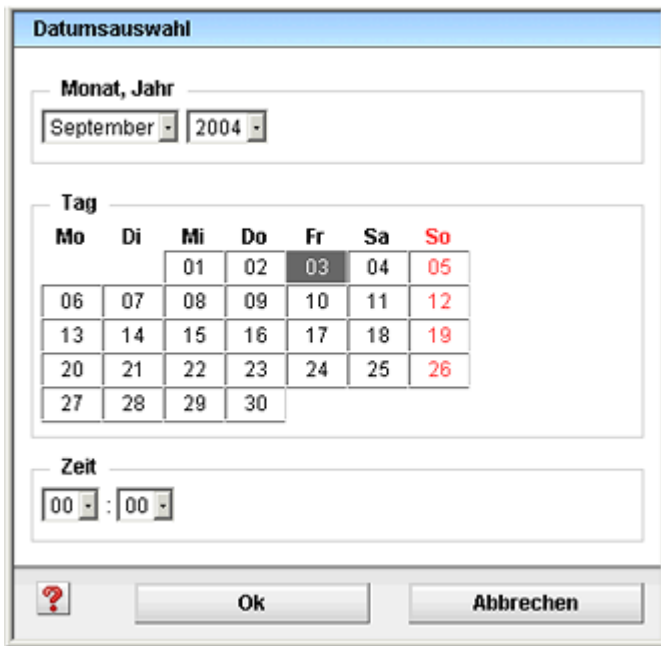 Datumsauswahl
Monat, Jahr
September 2004
Tag
Mo Di Mi Do Fr Sa So
01 02 03 04 05
06 07 08 09 10 11 12
13 14 15 16 17 18 19
20 21 22 23 24 25 26
27 28 29 30
Zeit
00 : 00
? Ok Abbrechen